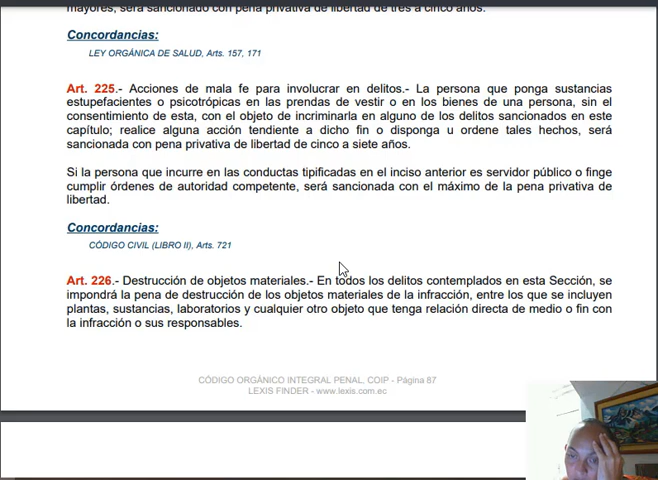 mayores, será sancionado con pena privativa de libertad de tres a cinco años.
Concordancias:
LEY ORGÁNICA DE SALUD, Arts. 157, 171
Art. 225.- Acciones de mala fe para involucrar en delitos.- La persona que ponga sustancias
estupefacientes o psicotrópicas en las prendas de vestir o en los bienes de una persona, sin el
consentimiento de esta, con el objeto de incriminarla en alguno de los delitos sancionados en este
capítulo; realice alguna acción tendiente a dicho fin o disponga u ordene tales hechos, será
sancionada con pena privativa de libertad de cinco a siete años.
Si la persona que incurre en las conductas tipificadas en el inciso anterior es servidor público o finge
cumplir órdenes de autoridad competente, será sancionada con el máximo de la pena privativa de
libertad.
Concordancias:
CÓDIGO CIVIL (LIBRO II), Arts. 721
Art. 226.- Destrucción de objetos materiales.- En todos los delitos contemplados en esta Sección, se
impondrá la pena de destrucción de los objetos materiales de la infracción, entre los que se incluyen
plantas, sustancias, laboratorios y cualquier otro objeto que tenga relación directa de medio o fin con
la infracción o sus responsables.
CÓDIGO ORGÁNICO INTEGRAL PENAL, COIP - Página 87
LEXIS FINDER - www.lexis.com.ec